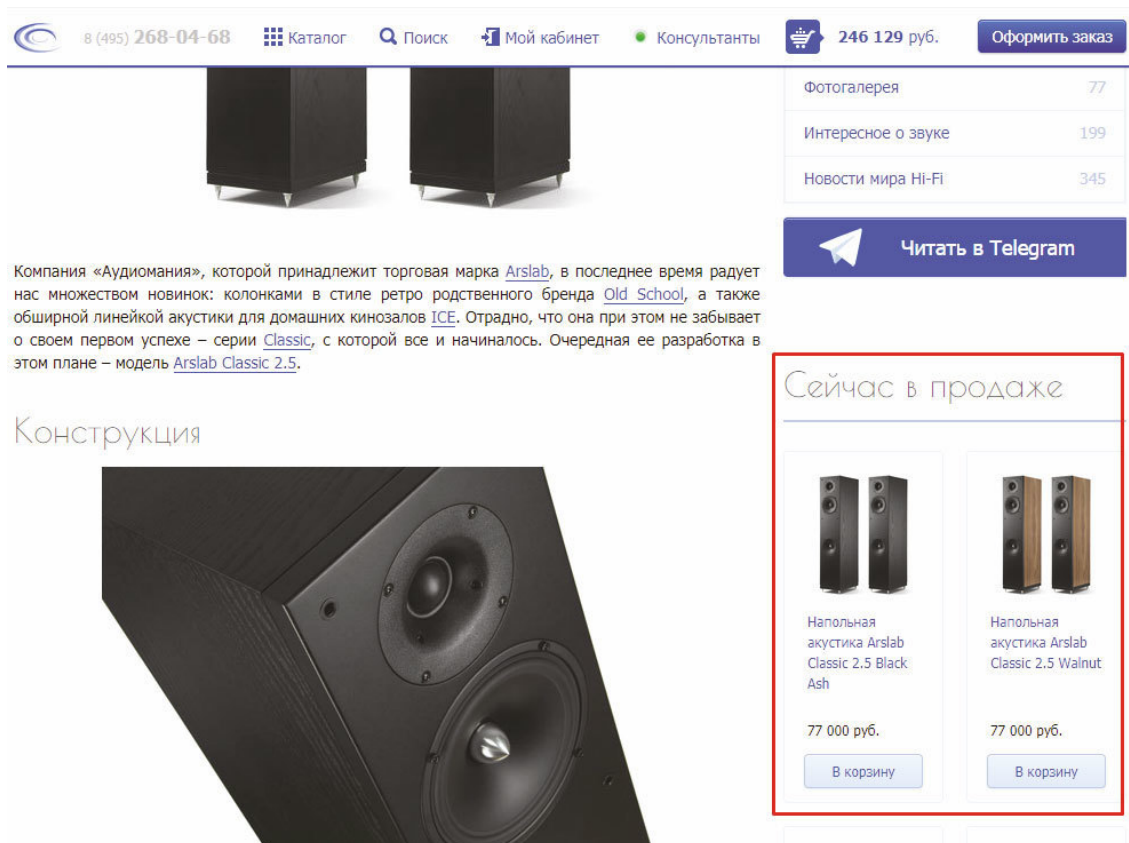 8 (495) 268-04-68 Каталог Поиск Мой кабинет Консультанты 246 129 руб. Оформить заказ
Фотогалерея 77
Интересное о звуке 199
Новости мира Hi-Fi 345
Читать в Telegram
Компания «Аудиомания», которой принадлежит торговая марка Arslab, в последнее время радует
нас множеством новинок: колонками в стиле ретро родственного бренда Old School, а также
обширной линейкой акустики для домашних кинозалов ICE. Отрадно, что она при этом не забывает
о своем первом успехе – серии Classic, с которой все и начиналось. Очередная ее разработка в
этом плане – модель Arslab Classic 2.5.
Конструкция
Сейчас в продаже
Напольная
акустика Arslab
Classic 2.5 Black
Ash
77 000 руб.
В корзину
Напольная
акустика Arslab
Classic 2.5 Walnut
77 000 руб.
В корзину